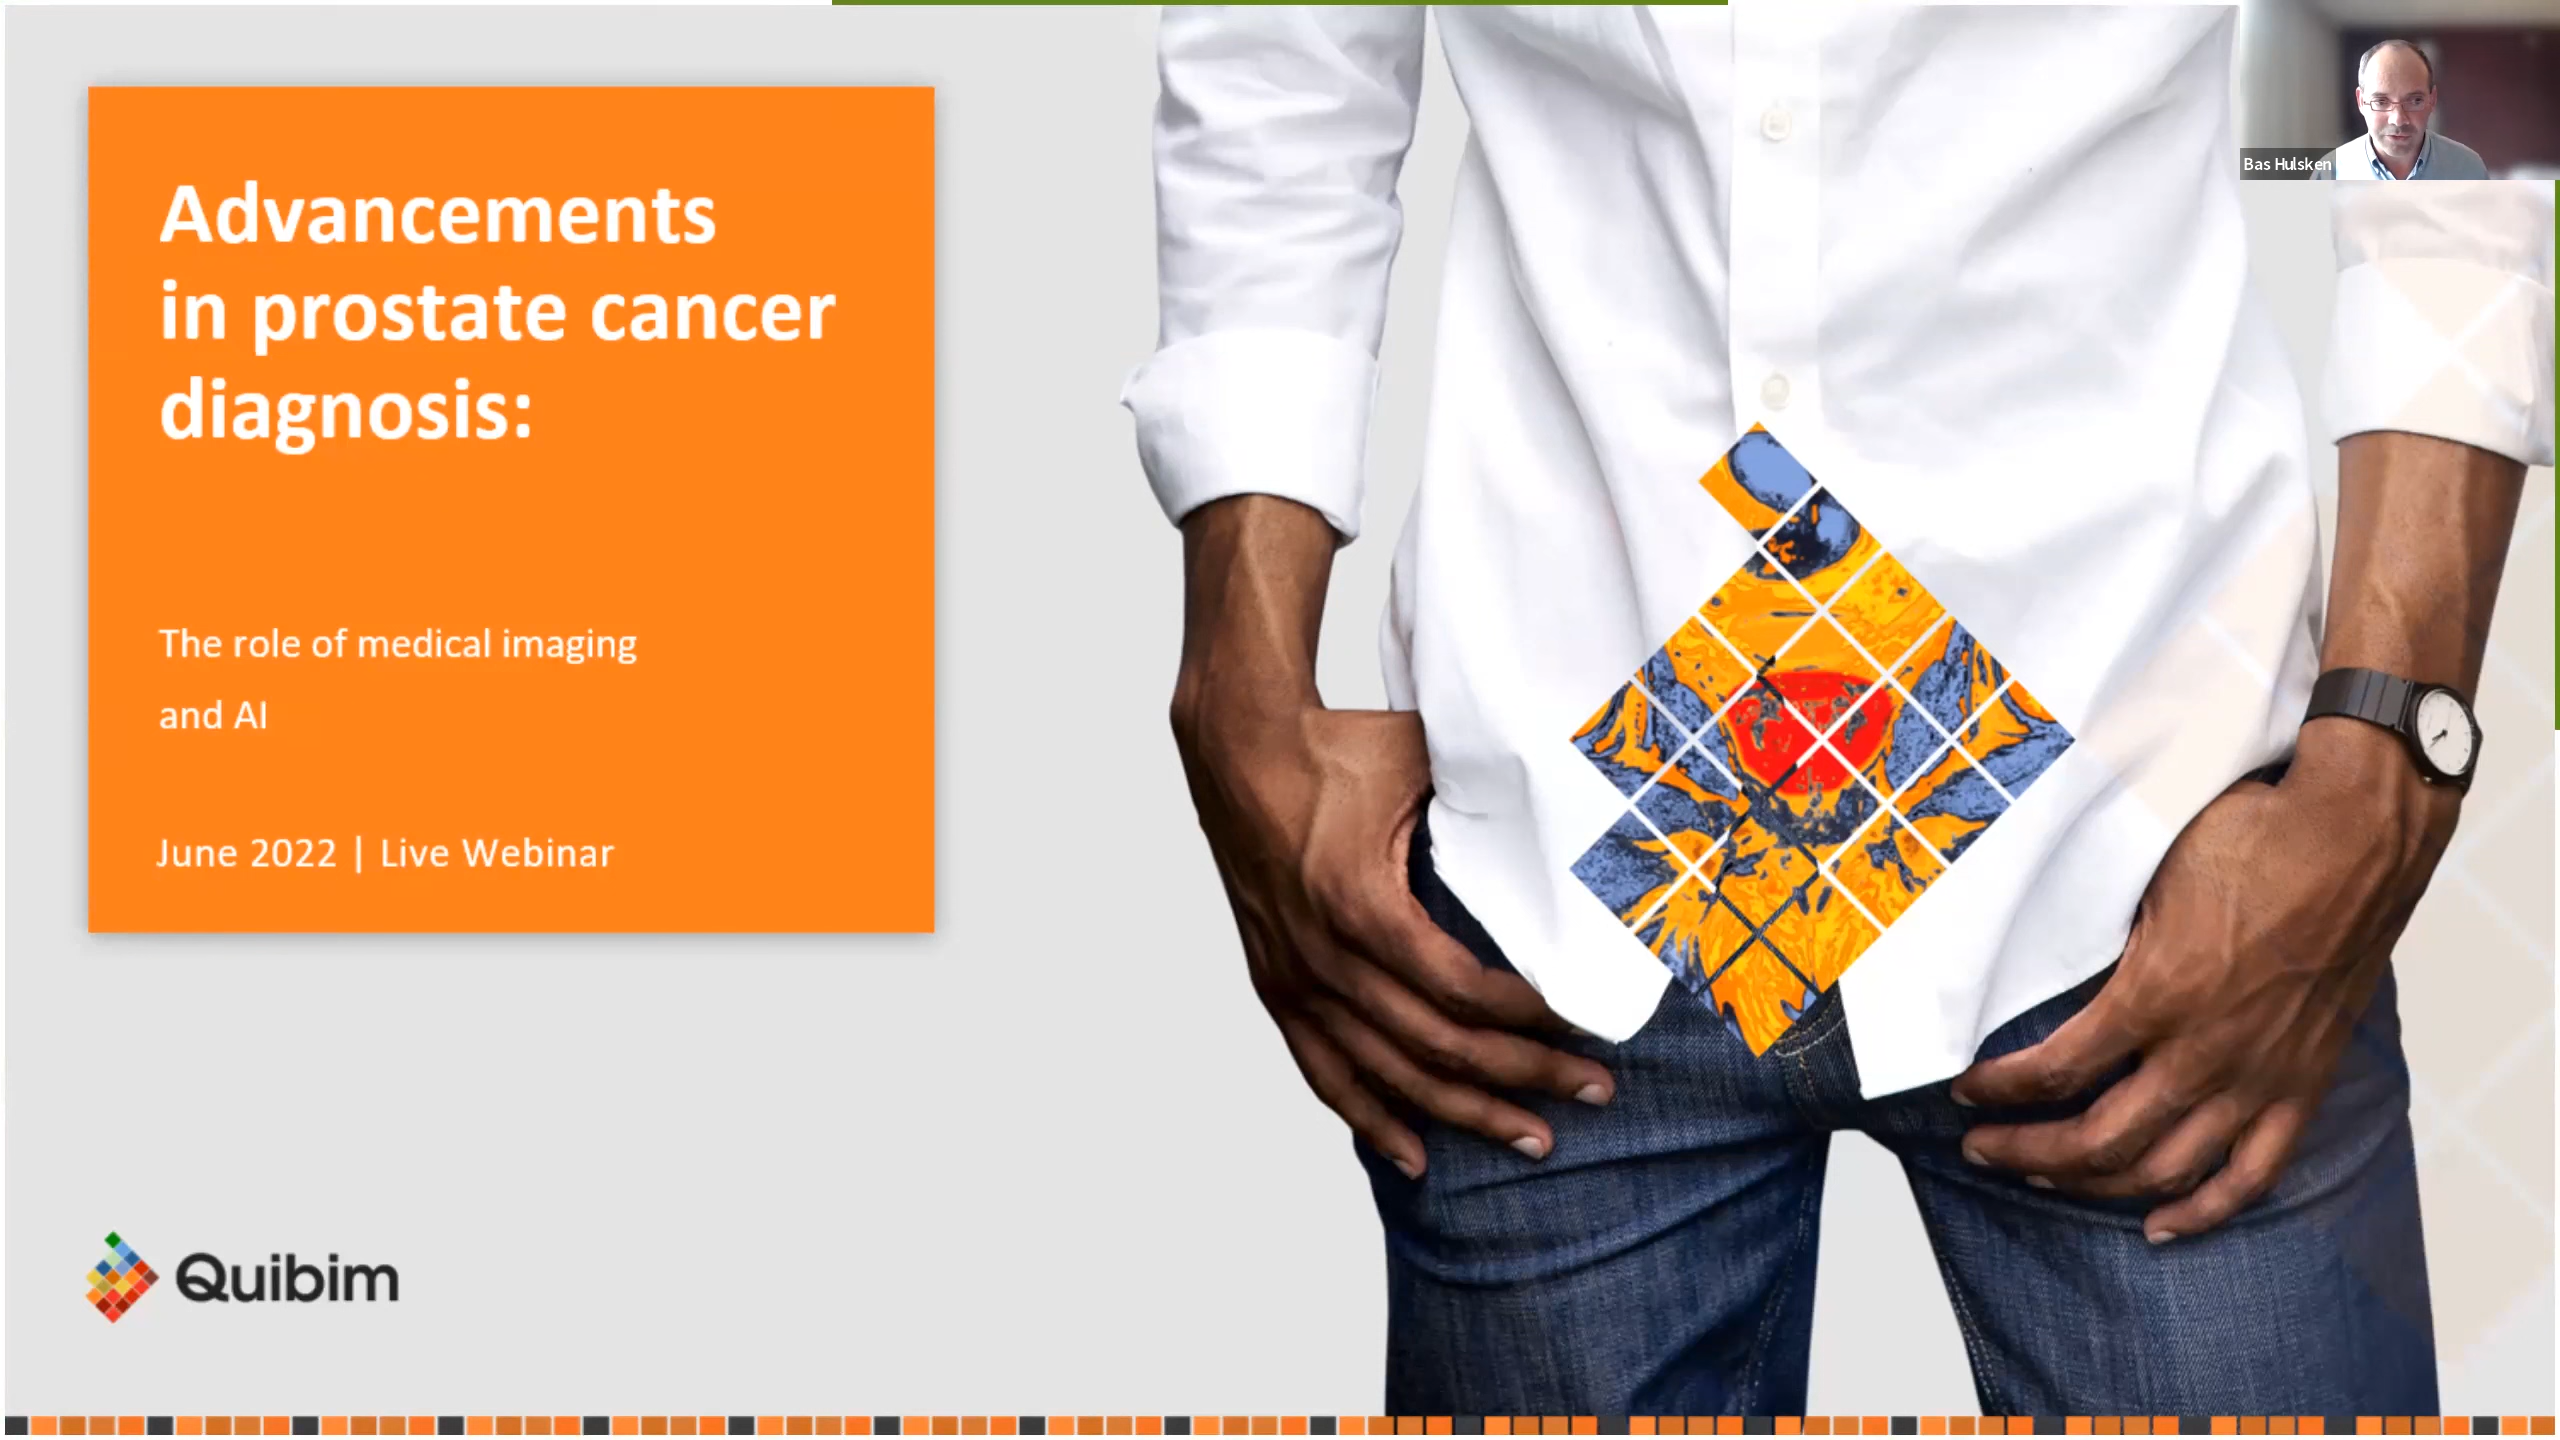 Advancements
in prostate cancer
diagnosis:
The role of medical imaging
and AI
June 2022 | Live Webinar
Quibim
Bas Hulsken